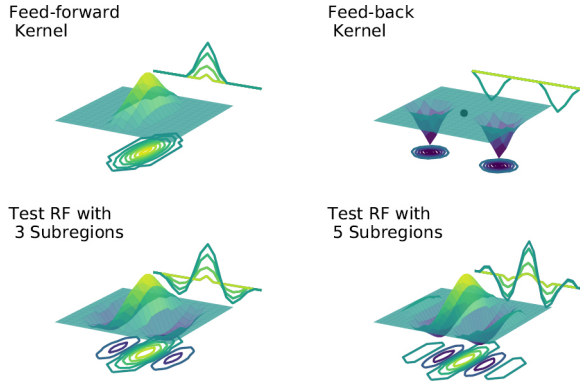 Feed-forward
Kernel
Feed-back
Kernel
Test RF with
3 Subregions
Test RF with
5 Subregions